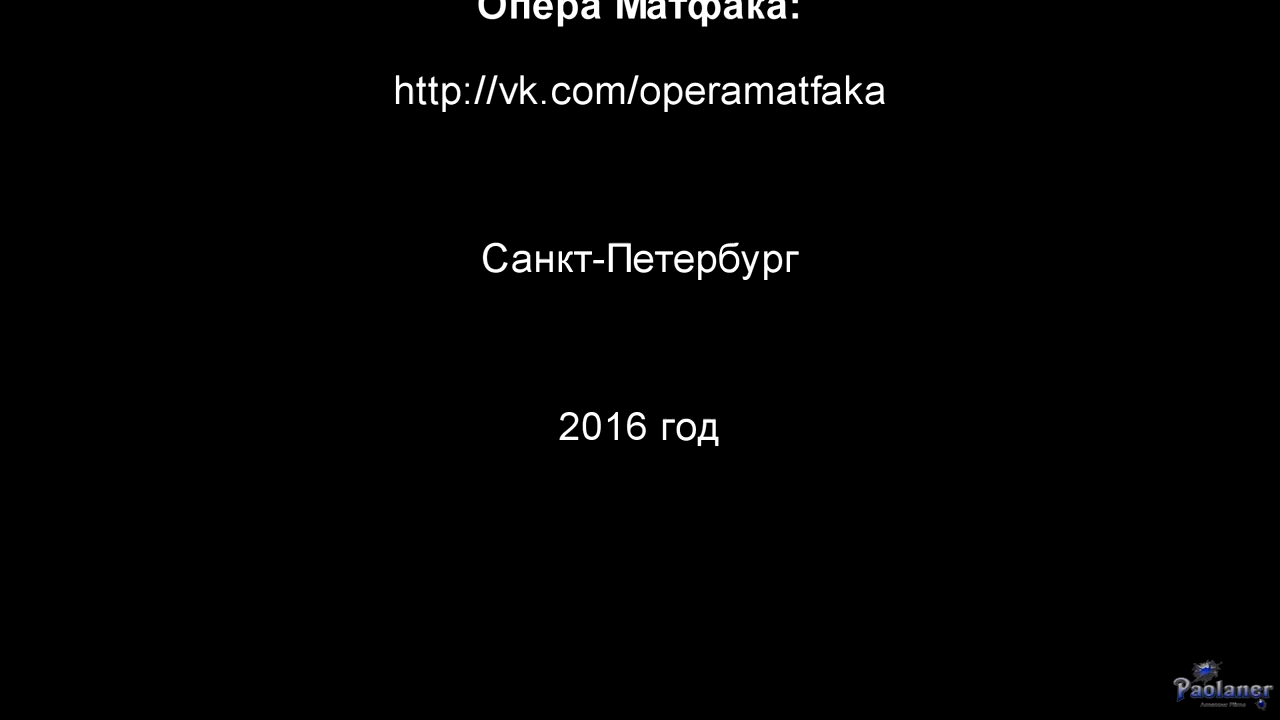 Опера Матфака:
http://vk.com/operamatfaka
Санкт-Петербург
2016 год
Paolaner